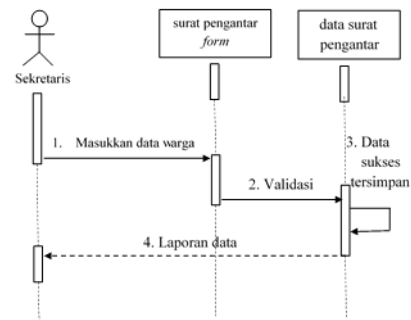 surat pengantar
form
data surat
pengantar
Sekretaris
1. Masukkan data warga
3. Data
sukses
tersimpan
2. Validasi
4. Laporan data